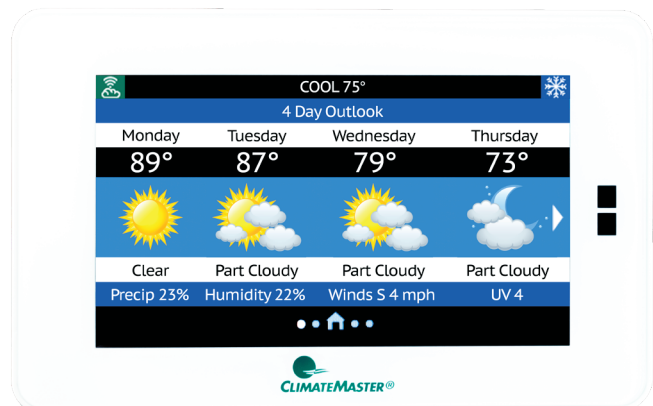 COOL 75°
4 Day Outlook
Monday Tuesday Wednesday Thursday
89° 87° 79° 73°
Clear Part Cloudy Part Cloudy Part Cloudy
Precip 23% Humidity 22% Winds S 4 mph UV 4
CLIMATEMASTER®